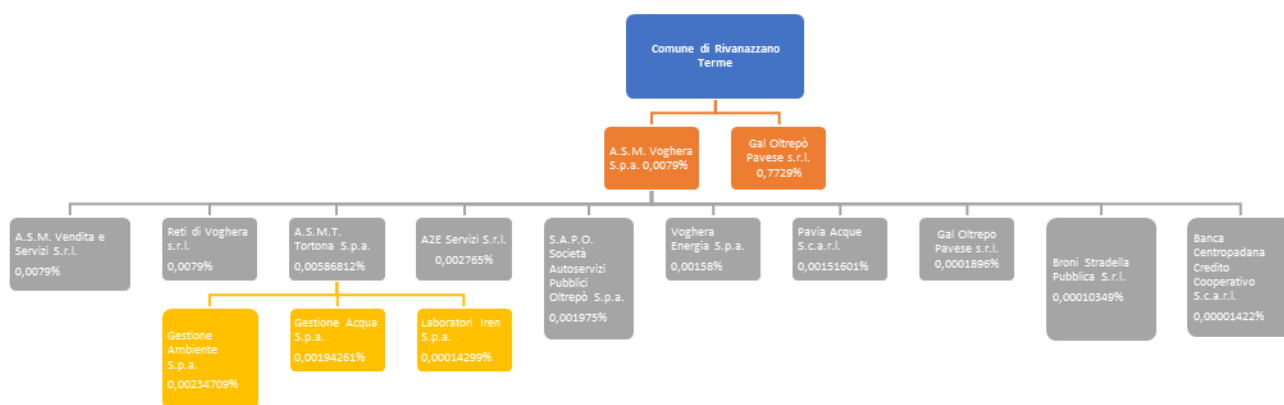 Comune di Rivanazzano
Terme
A.S.M. Voghera
S.p.a. 0,0079%
Gal Oltrepò
Pavese s.r.l.
0,7729%
A.S.M. Vendita e
Servizi S.r.l.
0,0079%
Reti di Voghera
s.r.l.
0,0079%
A.S.M.T.
Tortona S.p.a.
0,00586812%
A2E Servizi S.r.l.
0,002765%
S.A.P.O.
Società
Autoservizi
Pubblici
Oltrepò S.p.a.
0,001975%
Voghera
Energia S.p.a.
0,00158%
Pavia Acque
S.c.a.r.l.
0,00151601%
Gal Oltrepo
Pavese s.r.l.
0,0001896%
Broni Stradella
Pubblica S.r.l.
0,00010349%
Banca
Centropadana
Credito
Cooperativo
S.c.a.r.l.
0,00001422%
Gestione
Ambiente
S.p.a.
0,00234709%
Gestione Acqua
S.p.a.
0,00194261%
Laboratori Iren
S.p.a.
0,00014299%